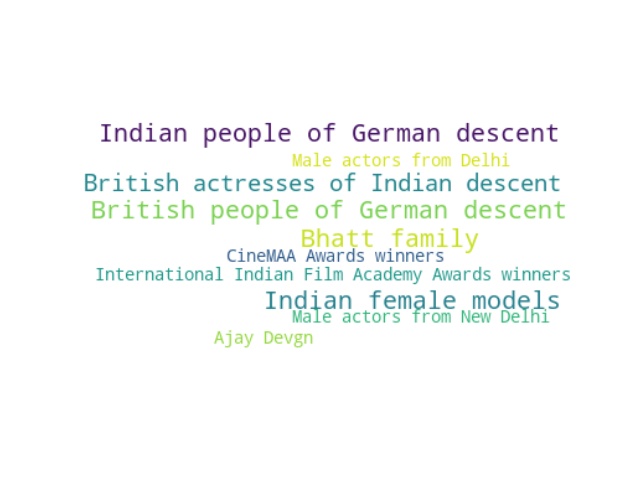 Indian people of German descent
Male actors from Delhi
British actresses of Indian descent
British people of German descent
Bhatt family
CineMAA Awards winners
International Indian Film Academy Awards winners
Indian female models
Male actors from New Delhi
Ajay Devgn